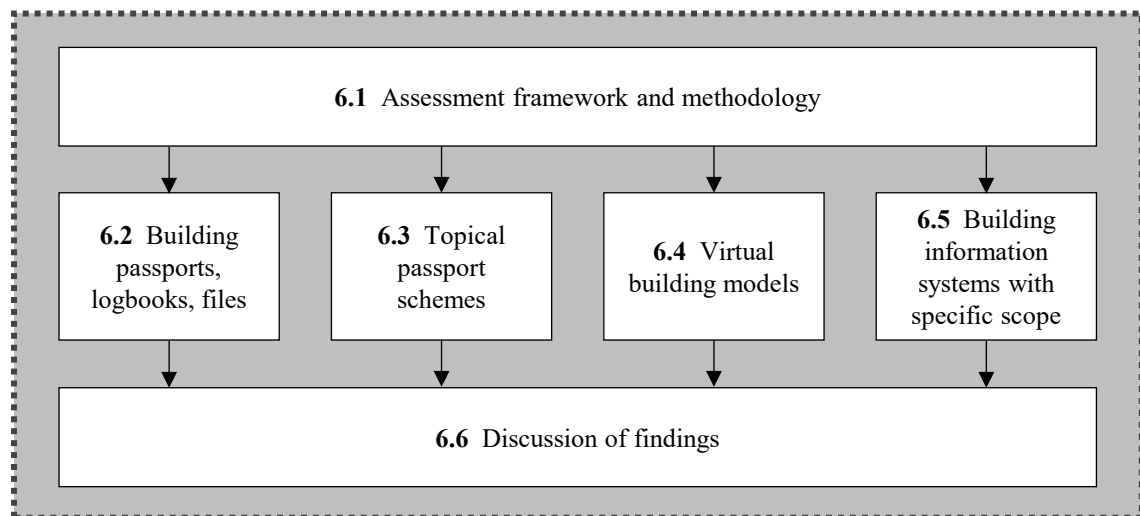 6.1 Assessment framework and methodology
6.2 Building
passports,
logbooks, files
6.3 Topical
passport
schemes
6.4 Virtual
building models
6.5 Building
information
systems with
specific scope
6.6 Discussion of findings